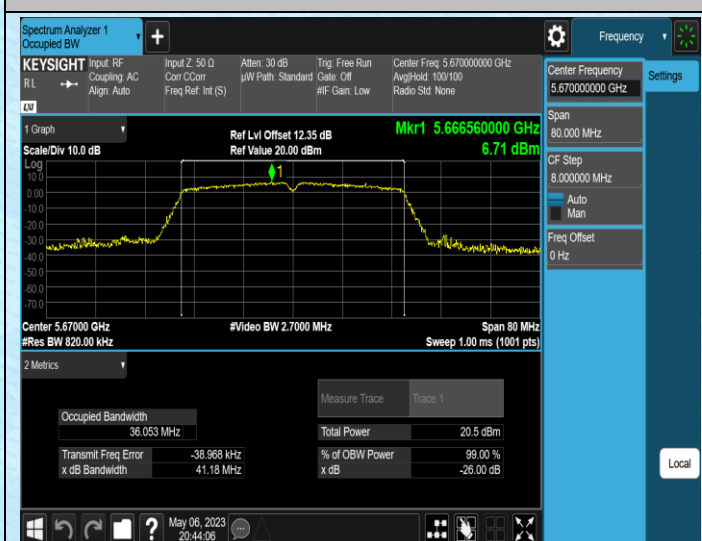 Spectrum Analyzer 1
Occupied BW
Frequency
KEYSIGHT
RL
Input: RF
Coupling: AC
Align: Auto
Input Z: 50 Ω
Corr CCorr
Freq Ref: Int (S)
Atten: 30 dB
µW Path: Standard
Trig: Free Run
Gate: Off
#IF Gain: Low
Center Freq: 5.670000000 GHz
Avg|Hold: 100/100
Radio Std: None
LXI
1 Graph
Scale/Div 10.0 dB
Ref Lvl Offset 12.35 dB
Ref Value 20.00 dBm
Mkr1 5.666560000 GHz
6.71 dBm
Log
10.0
0.00
-10.0
-20.0
-30.0
-40.0
-50.0
-60.0
-70.0
1
Center 5.67000 GHz
#Res BW 820.00 kHz
#Video BW 2.7000 MHz
Span 80 MHz
Sweep 1.00 ms (1001 pts)
2 Metrics
Measure Trace
Trace 1
Occupied Bandwidth
36.053 MHz
Total Power
20.5 dBm
Transmit Freq Error
-38.968 kHz
% of OBW Power
99.00 %
x dB Bandwidth
41.18 MHz
x dB
-26.00 dB
?
May 06, 2023
20:44:06
Center Frequency
5.670000000 GHz
Settings
Span
80.000 MHz
CF Step
8.000000 MHz
Auto
Man
Freq Offset
0 Hz
Local